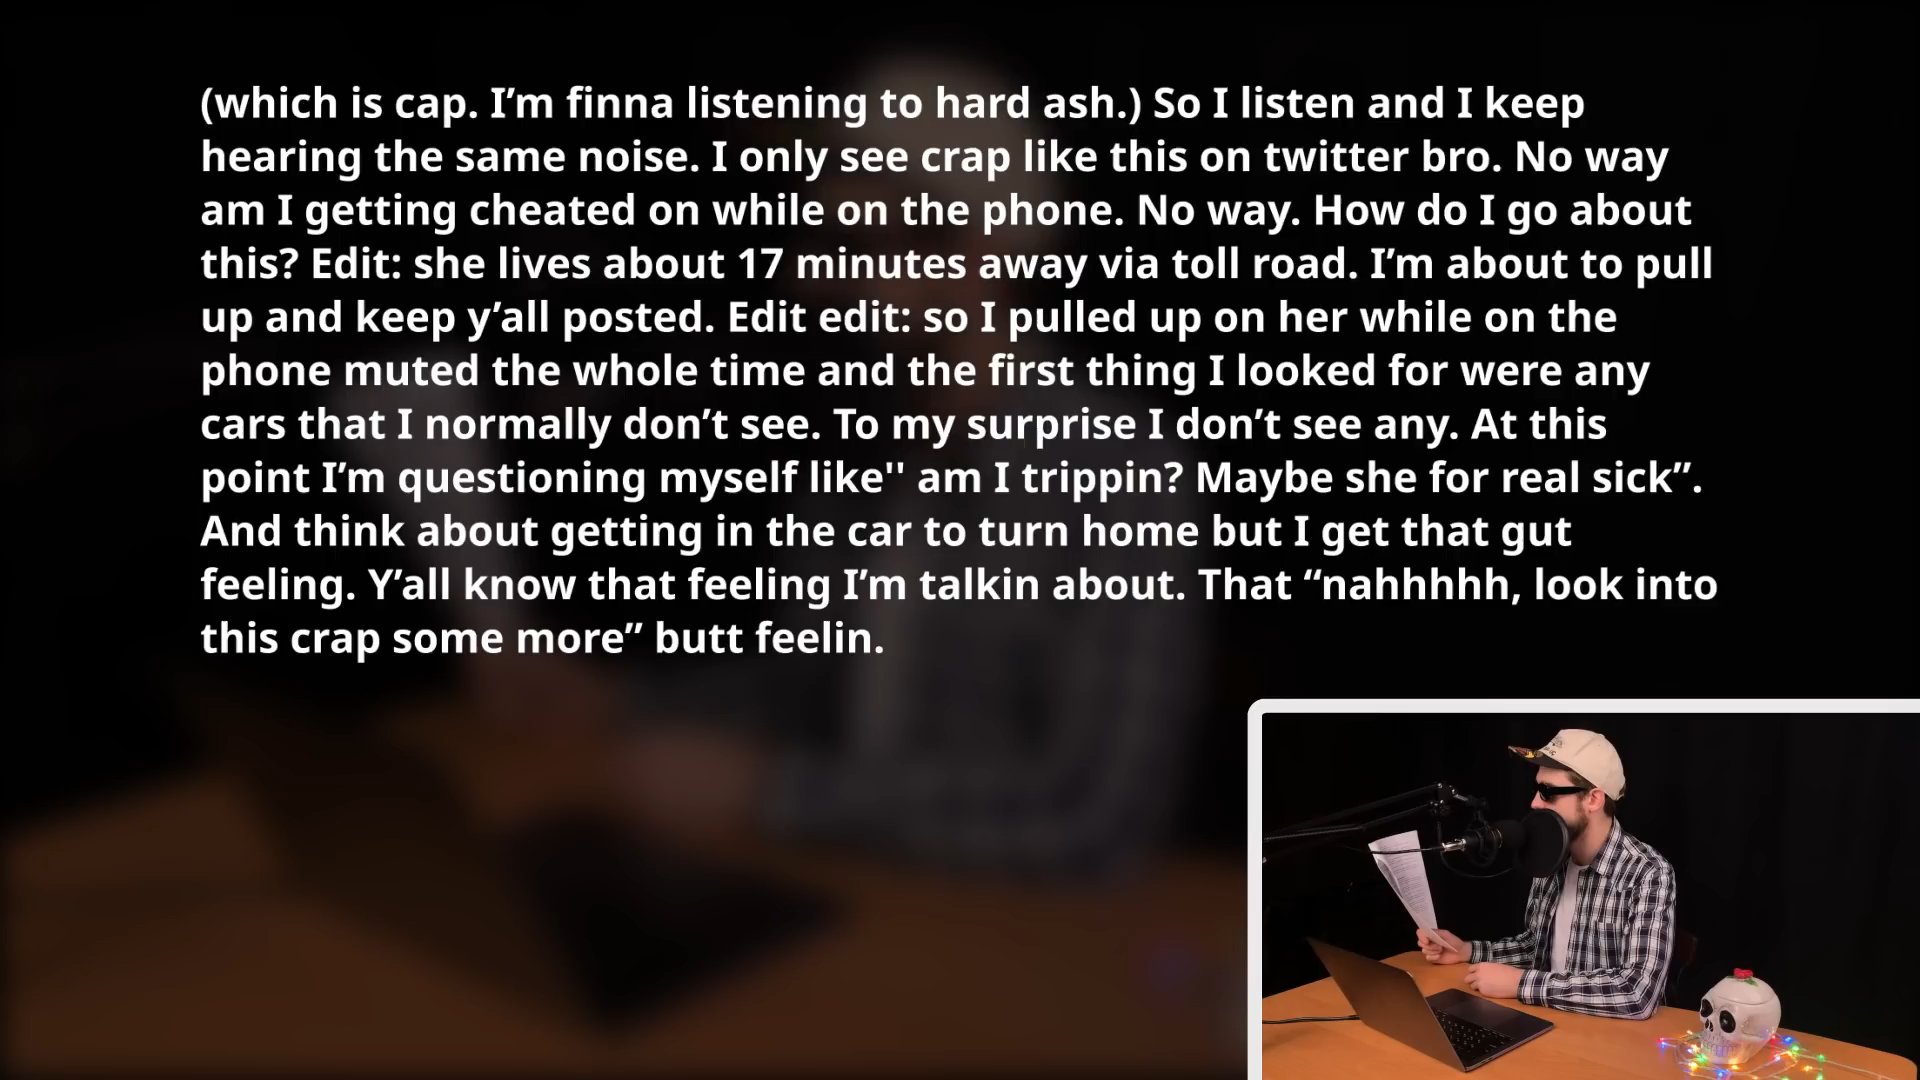 (which is cap. I’m finna listening to hard ash.) So I listen and I keep
hearing the same noise. I only see crap like this on twitter bro. No way
am I getting cheated on while on the phone. No way. How do I go about
this? Edit: she lives about 17 minutes away via toll road. I’m about to pull
up and keep y’all posted. Edit edit: so I pulled up on her while on the
phone muted the whole time and the first thing I looked for were any
cars that I normally don’t see. To my surprise I don’t see any. At this
point I’m questioning myself like'' am I trippin? Maybe she for real sick”.
And think about getting in the car to turn home but I get that gut
feeling. Y’all know that feeling I’m talkin about. That “nahhhhh, look into
this crap some more” butt feelin.